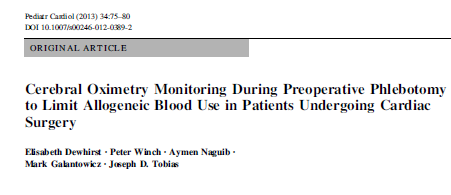 Pediatr Cardiol (2013) 34:75–80
DOI 10.1007/s00246-012-0389-2
ORIGINAL ARTICLE
Cerebral Oximetry Monitoring During Preoperative Phlebotomy
to Limit Allogeneic Blood Use in Patients Undergoing Cardiac
Surgery
Elisabeth Dewhirst · Peter Winch · Aymen Naguib ·
Mark Galantowicz · Joseph D. Tobias